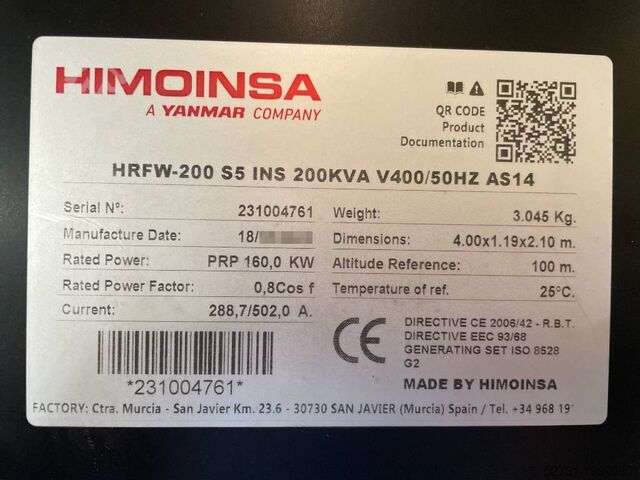 HIMOINSA
A YANMAR COMPANY
QR CODE
Product
Documentation
HRFW-200 S5 INS 200KVA V400/50HZ AS14
Serial Nº: 231004761
Manufacture Date: 18/
Rated Power: PRP 160,0 KW
Rated Power Factor: 0,8Cos f
Current: 288,7/502,0 A.
Weight: 3.045 Kg.
Dimensions: 4.00x1.19x2.10 m.
Altitude Reference: 100 m.
Temperature of ref. 25°C.
*231004761*
CE
DIRECTIVE CE 2006/42 - R.B.T.
DIRECTIVE EEC 93/68
GENERATING SET ISO 8528
G2
MADE BY HIMOINSA
FACTORY: Ctra. Murcia - San Javier Km. 23.6 - 30730 SAN JAVIER (Murcia) Spain / Tel. +34 968 19